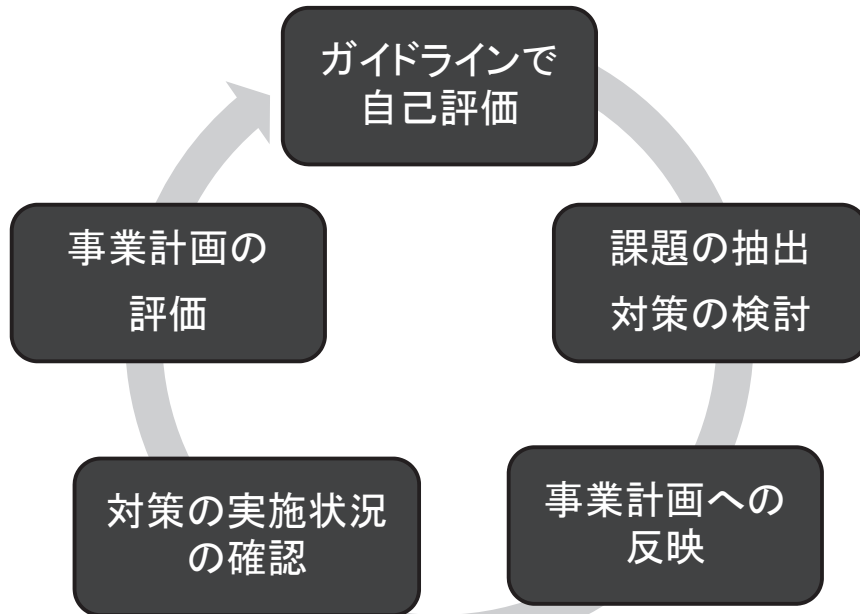 ガイドラインで
自己評価
課題の抽出
対策の検討
事業計画への
反映
対策の実施状況
の確認
事業計画の
評価